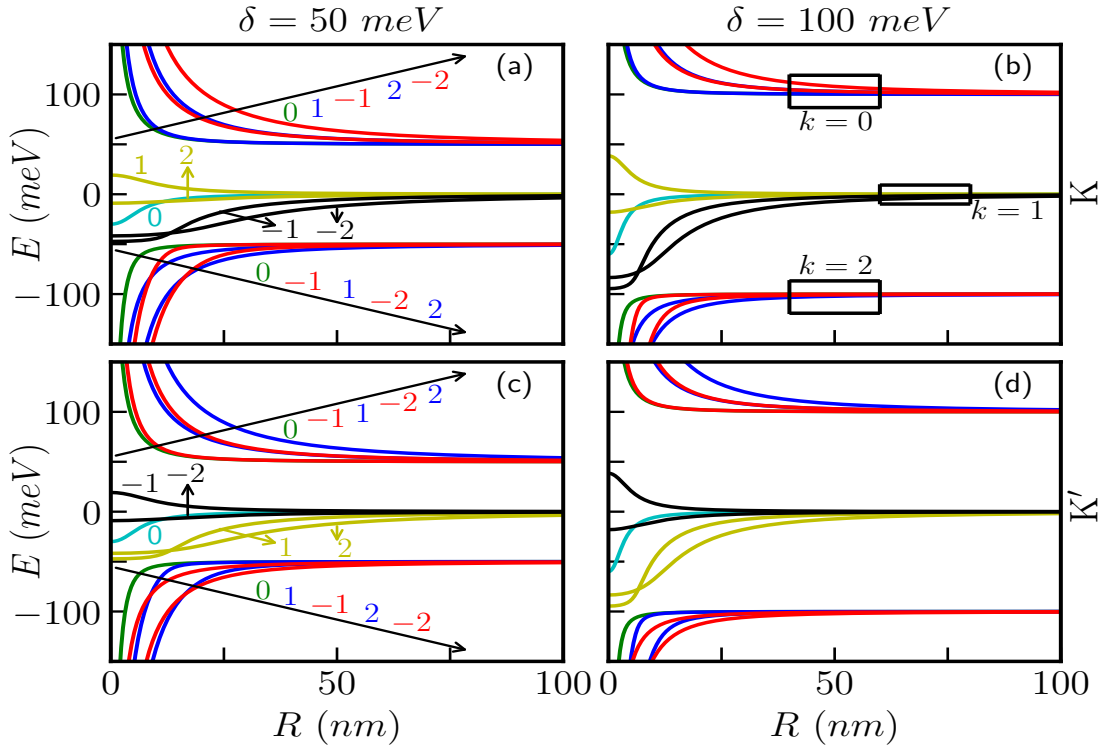 δ = 50 meV
δ = 100 meV
(a)
(b)
E (meV)
100
0
−100
0 1 −1 2 −2
1
2
0
−1 −2
0 −1 1 −2 2
k = 0
k = 1
k = 2
K
(c)
(d)
E (meV)
100
0
−100
0 −1 1 −2 2
−1 −2
0
1 2
0 1 −1 2 −2
K′
0 50 100
0 50 100
R (nm)
R (nm)